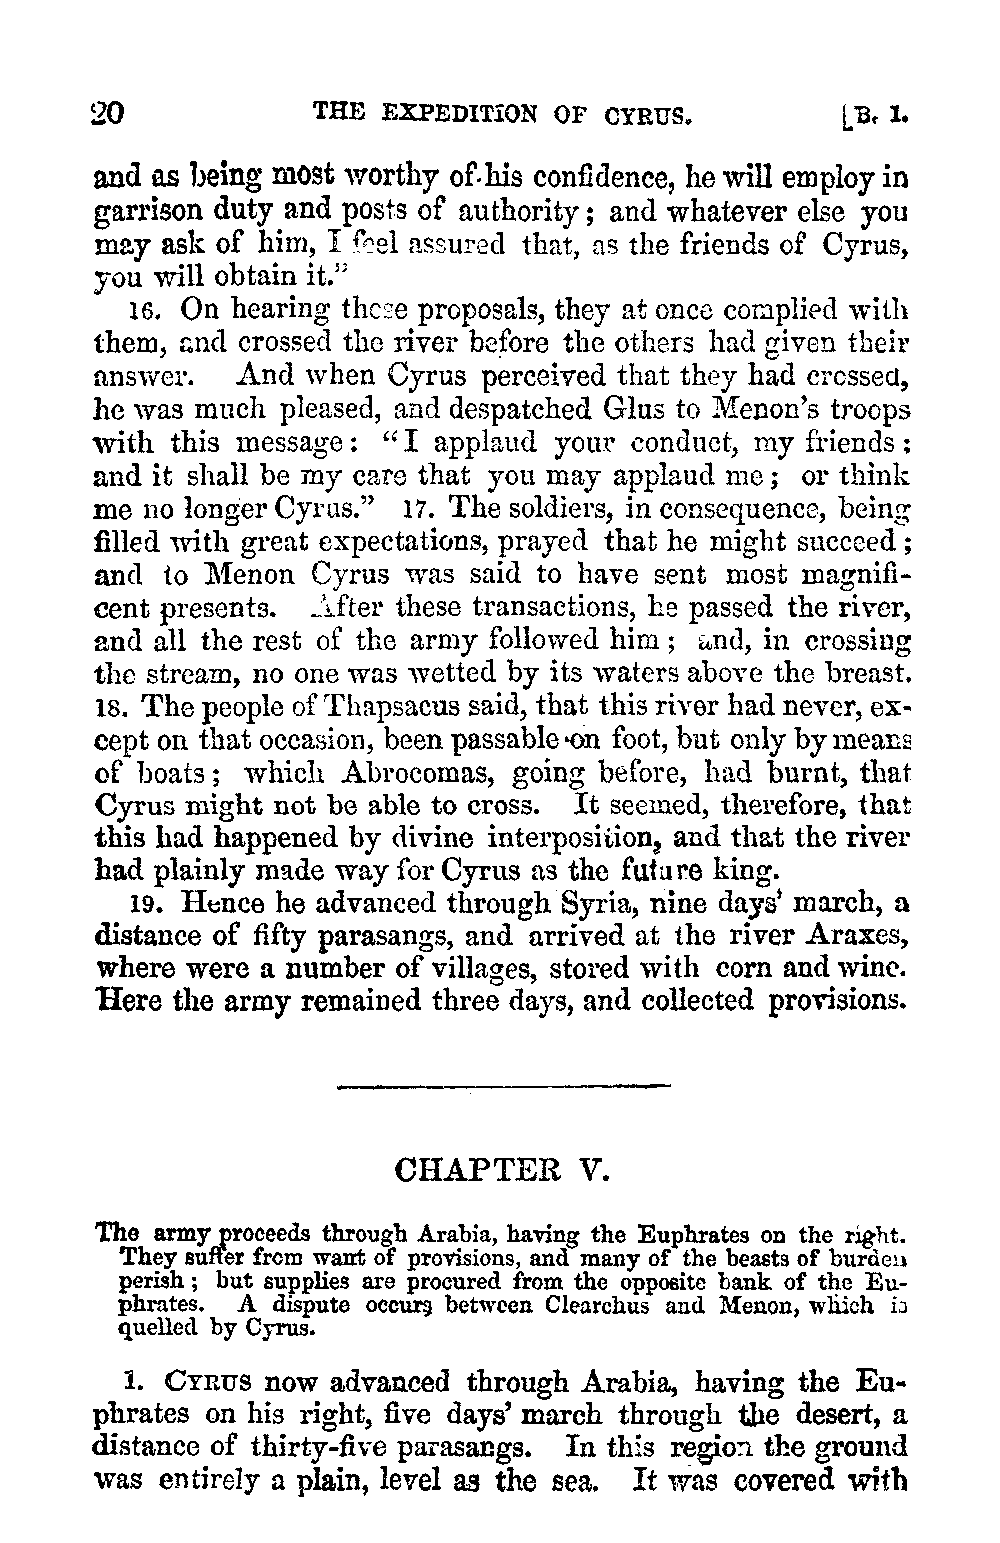 20 THE EXPEDITION OF CYRUS. [B. I.
and as being most worthy of his confidence, he will employ in
garrison duty and posts of authority; and whatever else you
may ask of him, I feel assured that, as the friends of Cyrus,
you will obtain it."
16. On hearing these proposals, they at once complied with
them, and crossed the river before the others had given their
answer. And when Cyrus perceived that they had crossed,
he was much pleased, and despatched Glus to Menon's troops
with this message: "I applaud your conduct, my friends;
and it shall be my care that you may applaud me; or think
me no longer Cyrus." 17. The soldiers, in consequence, being
filled with great expectations, prayed that he might succeed;
and to Menon Cyrus was said to have sent most magnifi-
cent presents. After these transactions, he passed the river,
and all the rest of the army followed him; and, in crossing
the stream, no one was wetted by its waters above the breast.
18. The people of Thapsacus said, that this river had never, ex-
cept on that occasion, been passable on foot, but only by means
of boats; which Abrocomas, going before, had burnt, that
Cyrus might not be able to cross. It seemed, therefore, that
this had happened by divine interposition, and that the river
had plainly made way for Cyrus as the future king.
19. Hence he advanced through Syria, nine days' march, a
distance of fifty parasangs, and arrived at the river Araxes,
where were a number of villages, stored with corn and wine.
Here the army remained three days, and collected provisions.
CHAPTER V.
The army proceeds through Arabia, having the Euphrates on the right.
They suffer from want of provisions, and many of the beasts of burden
perish; but supplies are procured from the opposite bank of the Eu-
phrates. A dispute occurs between Clearchus and Menon, which is
quelled by Cyrus.
1. CYRUS now advanced through Arabia, having the Eu-
phrates on his right, five days' march through the desert, a
distance of thirty-five parasangs. In this region the ground
was entirely a plain, level as the sea. It was covered with